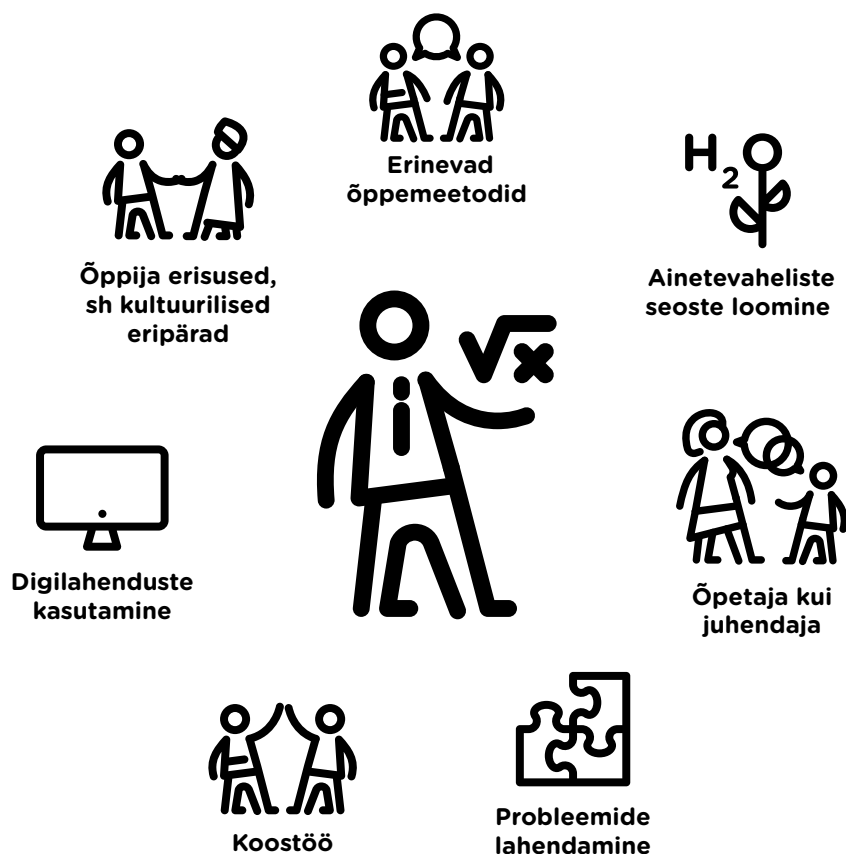 Erinevad
õppemeetodid
H₂
Ainetevaheliste
seoste loomine
Õppija erisused,
sh kultuurilised
eripärad
√x
Õpetaja kui
juhendaja
Digilahenduste
kasutamine
Probleemide
lahendamine
Koostöö